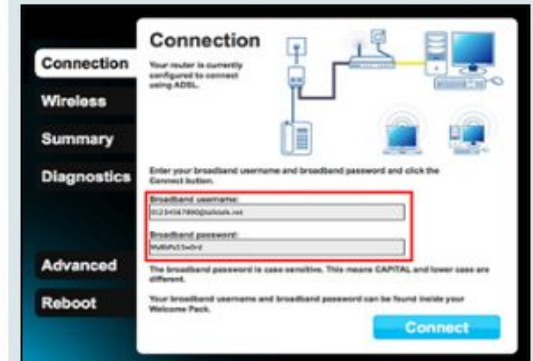 Connection
Your router is currently
configured to connect
using ADSL.
Connection
Wireless
Summary
Diagnostics
Advanced
Reboot
Enter your broadband username and broadband password and click the
Connect button.
Broadband username:
Broadband password:
The broadband password is case sensitive. This means CAPITAL and lower case are
different.
Your broadband username and broadband password can be found inside your
Welcome Pack.
Connect